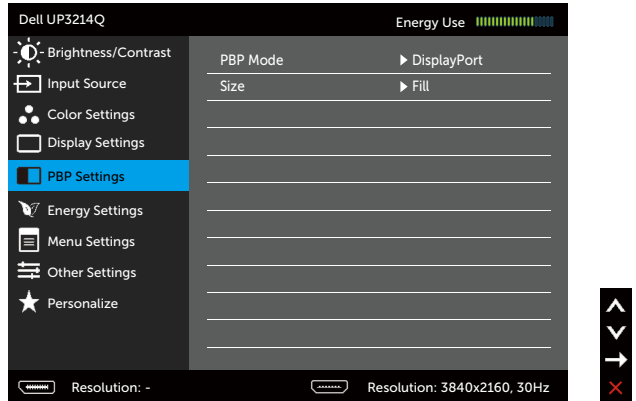 Dell UP3214Q Energy Use
Brightness/Contrast
PBP Mode DisplayPort
Input Source
Size Fill
Color Settings
Display Settings
PBP Settings
Energy Settings
Menu Settings
Other Settings
Personalize
Resolution: - Resolution: 3840x2160, 30Hz